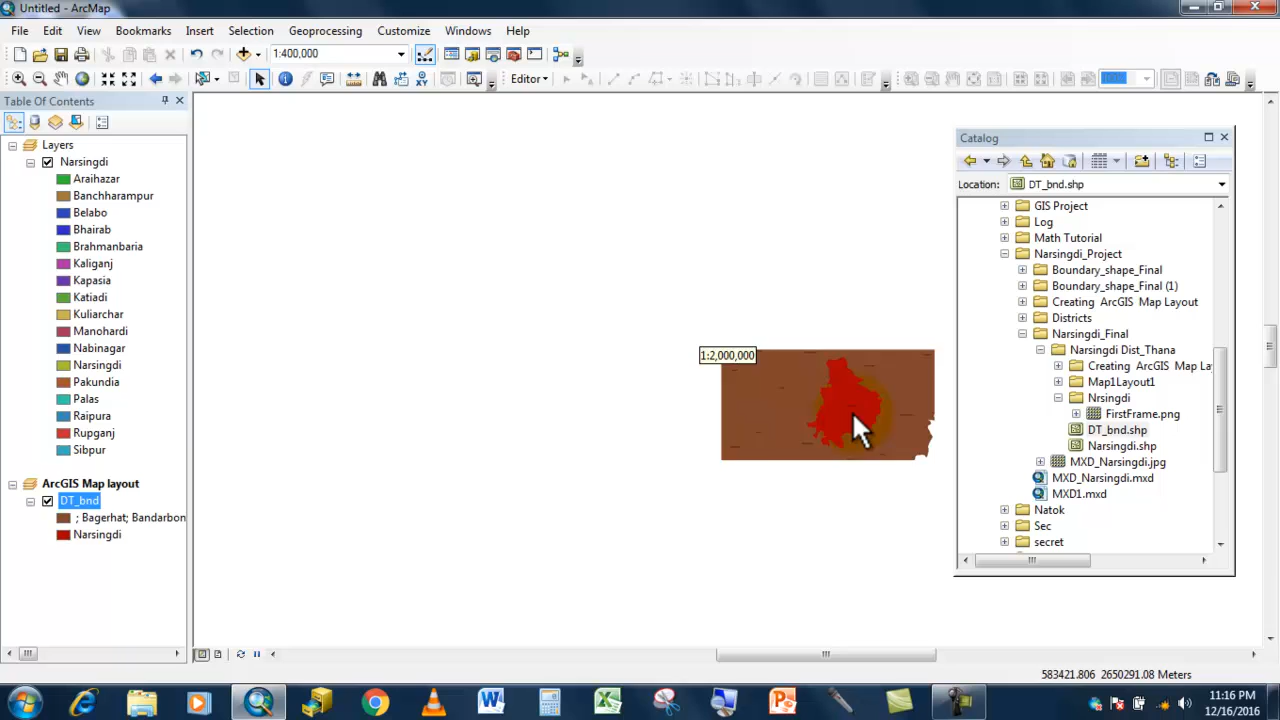 Untitled - ArcMap
File Edit View Bookmarks Insert Selection Geoprocessing Customize Windows Help
1:400,000
Editor
Table Of Contents
Layers
Narsingdi
Araihazar
Banchharampur
Belabo
Bhairab
Brahmanbaria
Kaliganj
Kapasia
Katiadi
Kuliarchar
Manohardi
Nabinagar
Narsingdi
Pakundia
Palas
Raipura
Rupganj
Sibpur
ArcGIS Map layout
DT_bnd
; Bagerhat; Bandarbon
Narsingdi
1:2,000,000
Catalog
Location: DT_bnd.shp
GIS Project
Log
Math Tutorial
Narsingdi_Project
Boundary_shape_Final
Boundary_shape_Final (1)
Creating ArcGIS Map Layout
Districts
Narsingdi_Final
Narsingdi Dist_Thana
Creating ArcGIS Map La
Map1Layout1
Nrsingdi
FirstFrame.png
DT_bnd.shp
Narsingdi.shp
MXD_Narsingdi.jpg
MXD_Narsingdi.mxd
MXD1.mxd
Natok
Sec
secret
583421.806 2650291.08 Meters
11:16 PM
12/16/2016